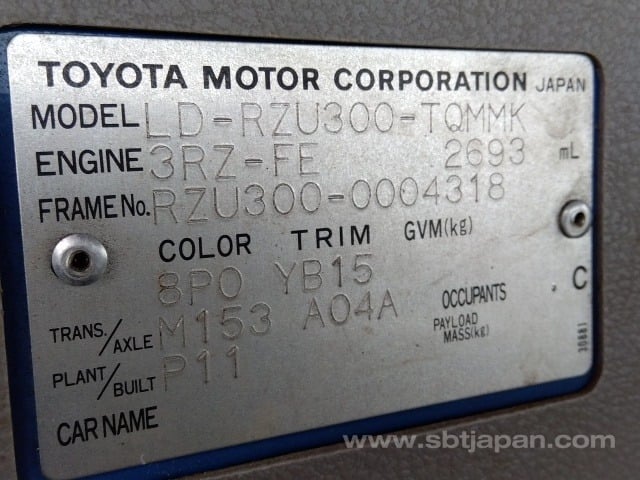 TOYOTA MOTOR CORPORATION JAPAN
MODEL LD-RZU300-TQMMK
ENGINE 3RZ-FE 2693 mL
FRAME No. RZU300-0004318
COLOR TRIM GVM(kg)
8P0 YB15
TRANS./AXLE M153 A04A OCCUPANTS C
PAYLOAD MASS(kg)
PLANT/BUILT P11
30881
CAR NAME
www.sbtjapan.com